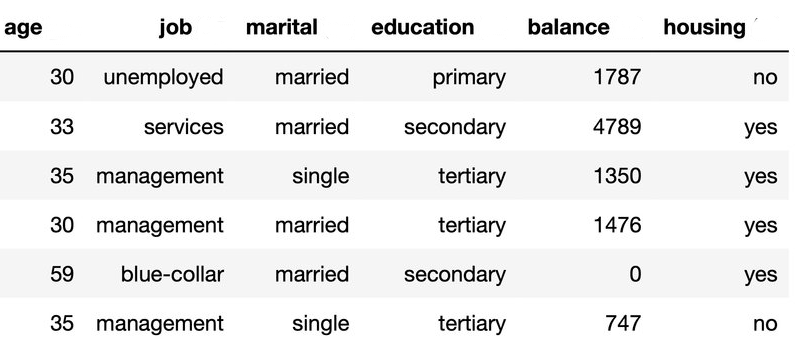 age job marital education balance housing
30 unemployed married primary 1787 no
33 services married secondary 4789 yes
35 management single tertiary 1350 yes
30 management married tertiary 1476 yes
59 blue-collar married secondary 0 yes
35 management single tertiary 747 no